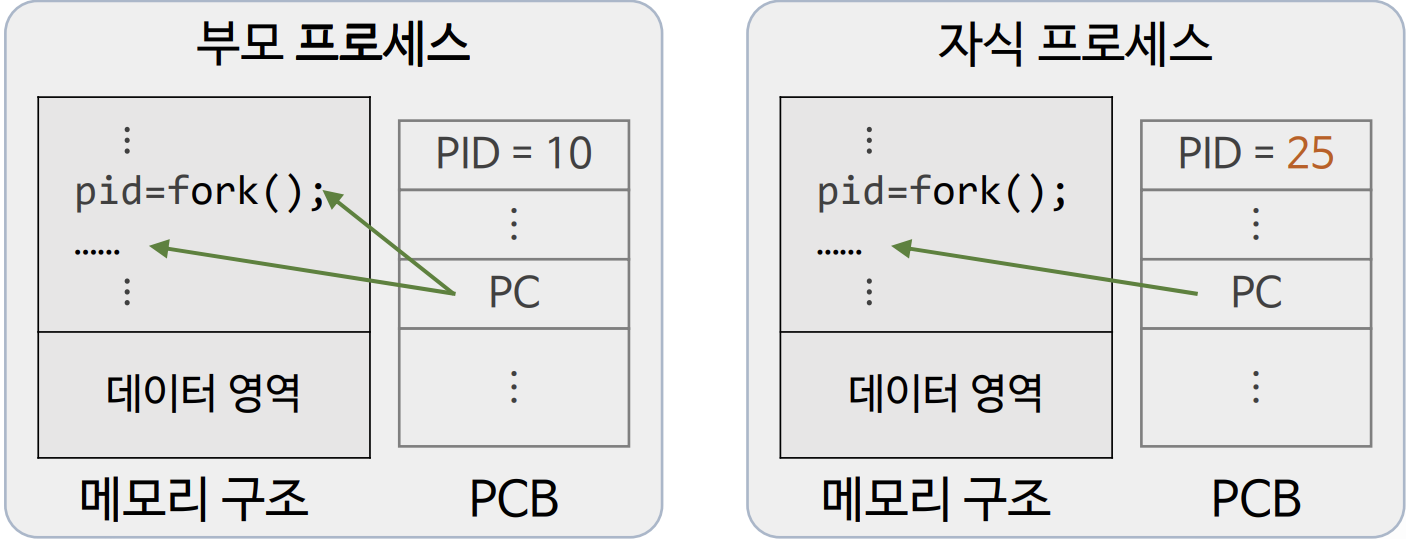 부모 프로세스
⋮
pid=fork();
……
⋮
데이터 영역
메모리 구조
PID = 10
⋮
PC
⋮
PCB
자식 프로세스
⋮
pid=fork();
……
⋮
데이터 영역
메모리 구조
PID = 25
⋮
PC
⋮
PCB